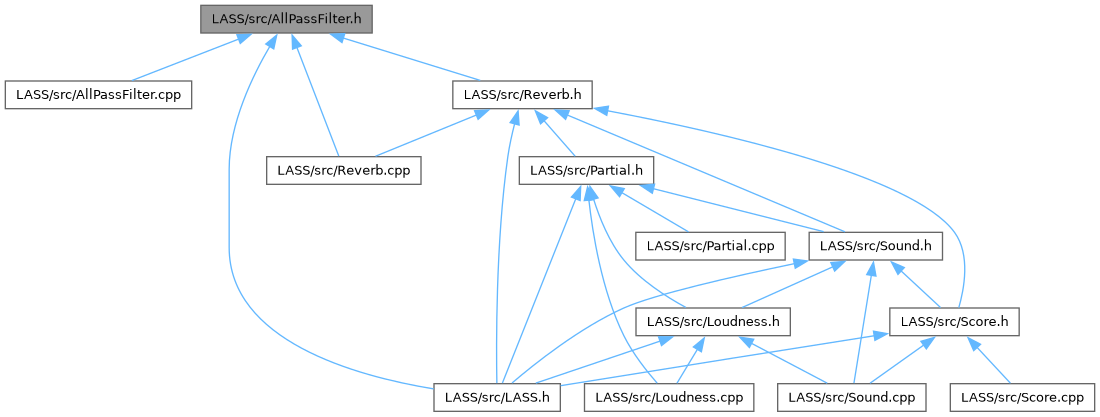 LASS/src/AllPassFilter.h
LASS/src/AllPassFilter.cpp
LASS/src/Reverb.h
LASS/src/Reverb.cpp
LASS/src/Partial.h
LASS/src/Partial.cpp
LASS/src/Sound.h
LASS/src/Loudness.h
LASS/src/Score.h
LASS/src/LASS.h
LASS/src/Loudness.cpp
LASS/src/Sound.cpp
LASS/src/Score.cpp